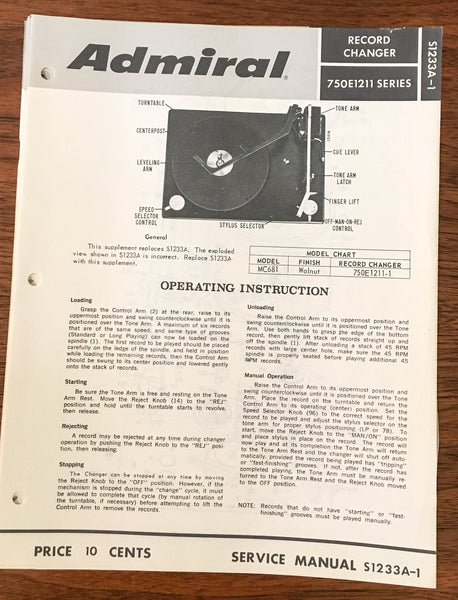 Admiral®
RECORD
CHANGER
750E1211 SERIES
S1233A-1
TURNTABLE
CENTERPOST
LEVELING
ARM
SPEED
SELECTOR
CONTROL
STYLUS SELECTOR
TONE ARM
CUE LEVER
TONE ARM
LATCH
FINGER LIFT
OFF-MAN-ON-REJ
CONTROL
General
This supplement replaces S1233A. The exploded
view shown in S1233A is incorrect. Replace S1233A
with this supplement.
MODEL CHART
MODEL FINISH RECORD CHANGER
MC681 Walnut 750E1211-1
OPERATING INSTRUCTION
Loading
Grasp the Control Arm (2) at the rear, raise to its
uppermost position and swing counterclockwise until it is
positioned over the Tone Arm. A maximum of six records
that are of the same speed, and same type of grooves
(Standard or Long Playing) can now be loaded on the
spindle (1). The first record to be played should be placed
carefully on the ledge of the spindle, and held in position
while loading the remaining records, then the Control Arm
should be swung to its center position and lowered gently
onto the stack of records.
Starting
Be sure the Tone Arm is free and resting on the Tone
Arm Rest. Move the Reject Knob (14) to the "REJ"
position and hold until the turntable starts to revolve,
then release.
Rejecting
A record may be rejected at any time during changer
operation by pushing the Reject Knob to the "REJ" posi-
tion, then releasing.
Stopping
The Changer can be stopped at any time by moving
the Reject Knob to the "OFF" position. However, if the
mechanism is stopped during the "change" cycle, it must
be allowed to complete that cycle (by manual rotation of
the turntable, if necessary) before attempting to lift the
Control Arm to remove the records.
Unloading
Raise the Control Arm to its uppermost position and
swing counterclockwise until it is positioned over the Tone
Arm. Use both hands to grasp the edge of the bottom
record, then gently lift stack of records straight up and
off the spindle (1). After unloading a stack of 45 RPM
records with large center hole, make sure the 45 RPM
spindle is properly seated before playing additional 45
RPM records.
Manual Operation
Raise the Control Arm to its uppermost position and
swing counterclockwise until it is positioned over the Tone
Arm. Place the record on the turntable and return the
Control Arm to its operating (center) position. Set the
Speed Selector Knob (96) to the correct speed for the
record to be played and adjust the stylus selector on the
tone arm for proper stylus positioning (LP or 78). To
start, move the Reject Knob to the "MAN/ON" position
and place stylus in place on the record. The record will
now play and at its completion the Tone Arm will return
to the Tone Arm Rest and the changer will shut off auto-
matically, provided the record being played has "tripping"
or "fast-finishing" grooves. If not, after the record has
completed playing, the Tone Arm must be manually re-
turned to the Tone Arm Rest and the Reject Knob moved
to the OFF position.
NOTE: Records that do not have "starting" or "fast-
finishing" grooves must be played manually.
PRICE 10 CENTS
SERVICE MANUAL S1233A-1